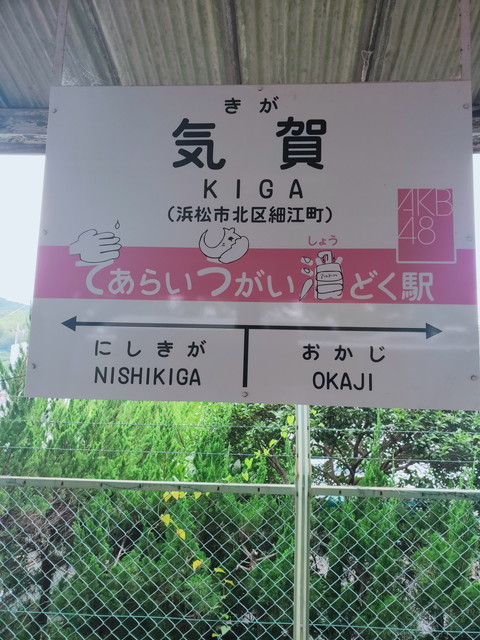 きが
気賀
KIGA
(浜松市北区細江町)
AKB
48
しょう
てあらいつがい消どく駅
にしきが
おかじ
NISHIKIGA
OKAJI